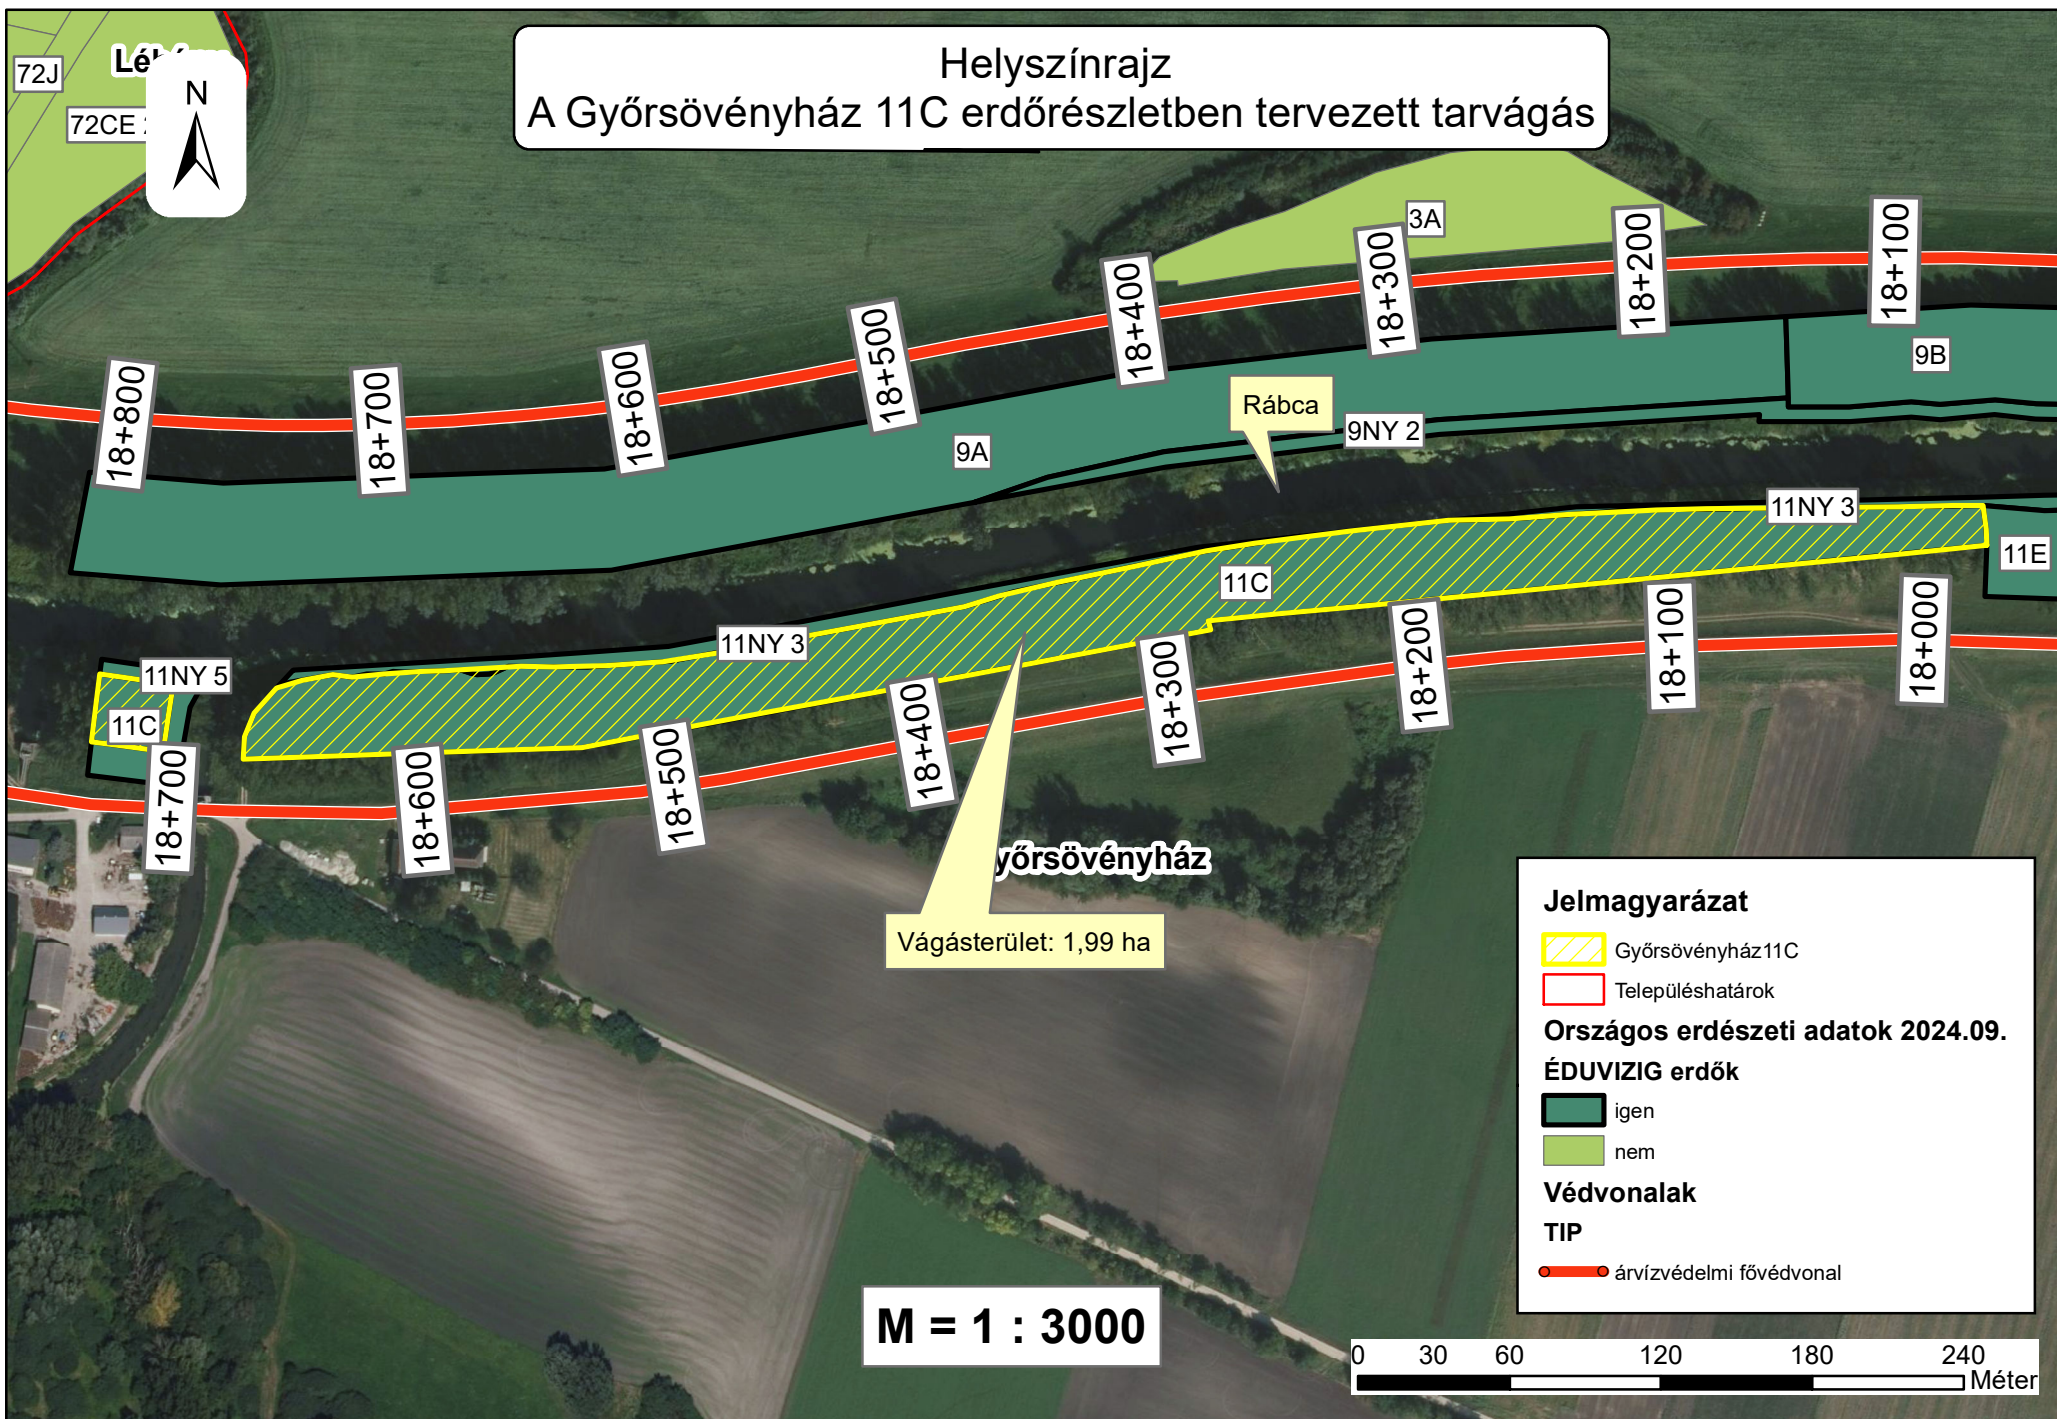 Helyszínrajz
A Győrsövényház 11C erdőrészletben tervezett tarvágás
72J
72CE
N
3A
18+800
18+700
18+600
18+500
18+400
18+300
18+200
18+100
9B
Rábca
9NY 2
9A
11NY 3
11E
11C
11NY 3
11NY 5
11C
18+700
18+600
18+500
18+400
18+300
18+200
18+100
18+000
yőrsövényház
Vágásterület: 1,99 ha
Jelmagyarázat
Győrsövényház11C
Településhatárok
Országos erdészeti adatok 2024.09.
ÉDUVIZIG erdők
igen
nem
Védvonalak
TIP
árvízvédelmi fővédvonal
M = 1 : 3000
0 30 60 120 180 240
Méter